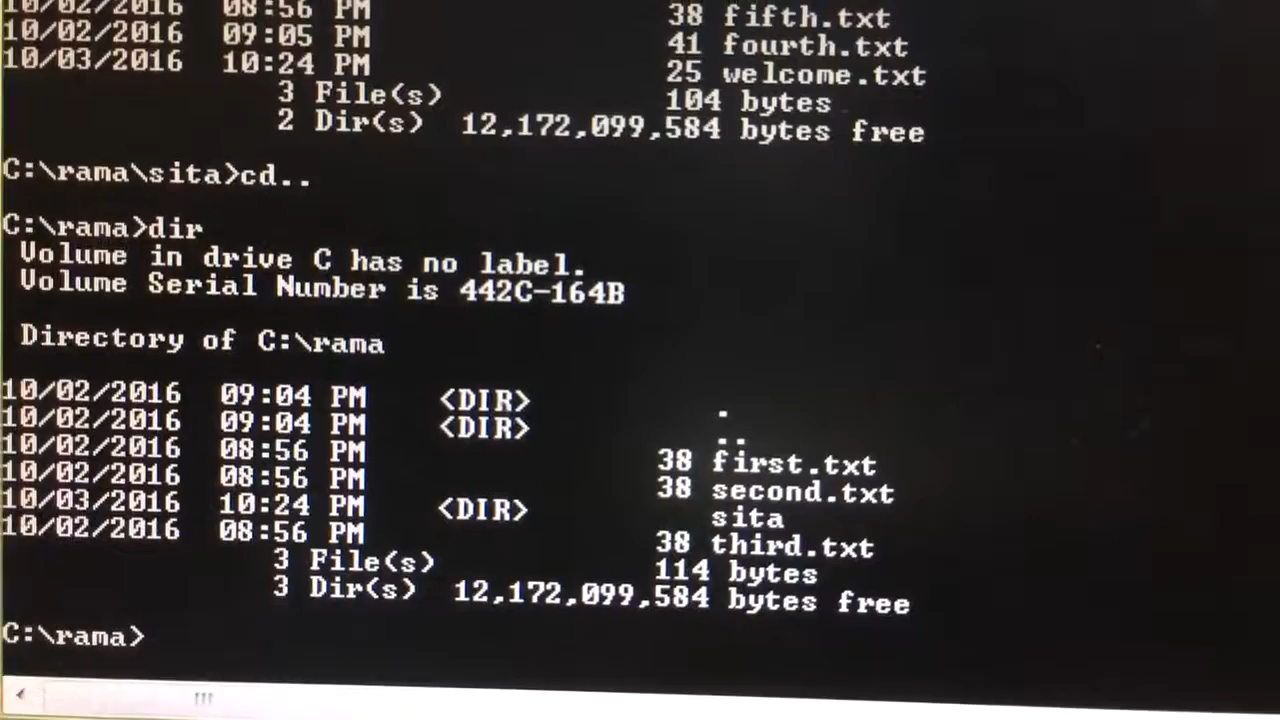 10/02/2016 08:56 PM 38 fifth.txt
10/02/2016 09:05 PM 41 fourth.txt
10/03/2016 10:24 PM 25 welcome.txt
3 File(s) 104 bytes
2 Dir(s) 12,172,099,584 bytes free
C:\rama\sita>cd..
C:\rama>dir
Volume in drive C has no label.
Volume Serial Number is 442C-164B
Directory of C:\rama
10/02/2016 09:04 PM <DIR> .
10/02/2016 09:04 PM <DIR> ..
10/02/2016 08:56 PM 38 first.txt
10/02/2016 08:56 PM 38 second.txt
10/03/2016 10:24 PM <DIR> sita
10/02/2016 08:56 PM 38 third.txt
3 File(s) 114 bytes
3 Dir(s) 12,172,099,584 bytes free
C:\rama>